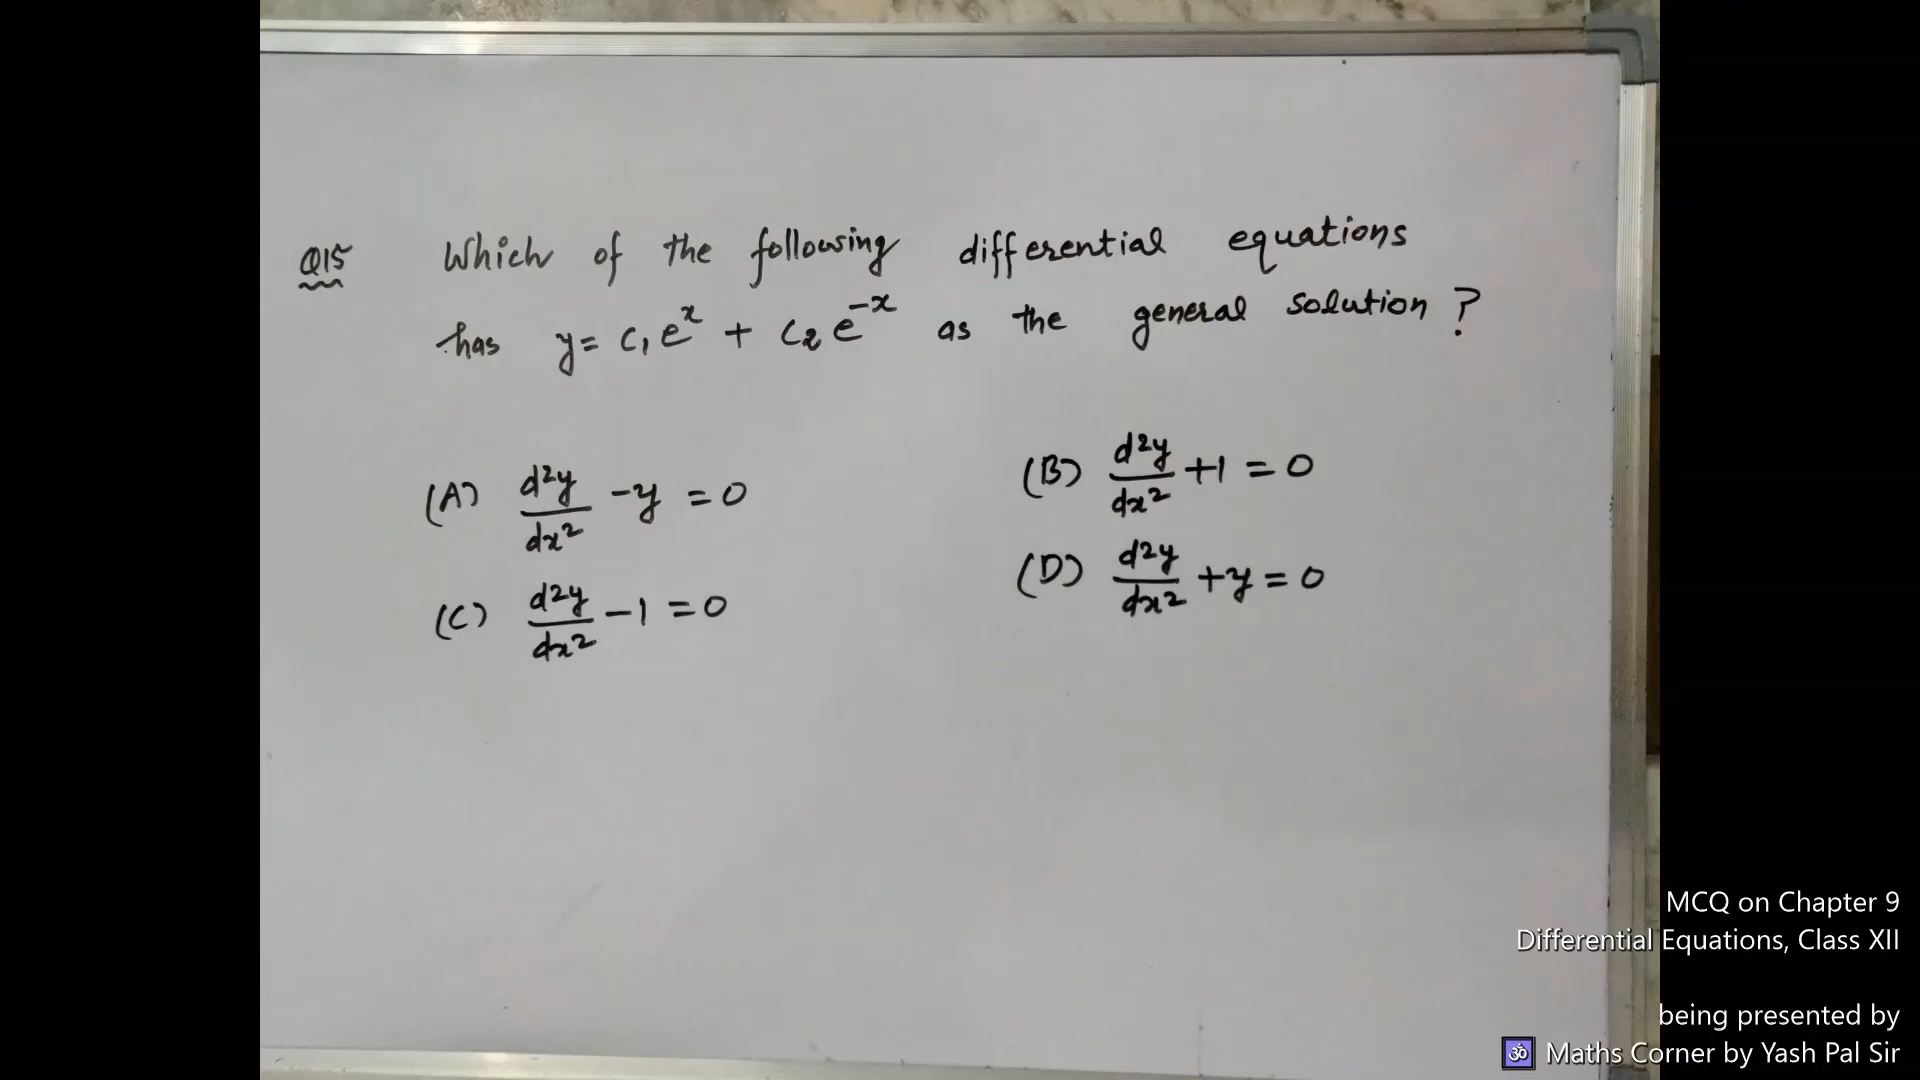 Q15 Which of the following differential equations
has y = c₁eˣ + c₂e⁻ˣ as the general solution ?
(A) d²y/dx² - y = 0 (B) d²y/dx² + 1 = 0
(C) d²y/dx² - 1 = 0 (D) d²y/dx² + y = 0
MCQ on Chapter 9
Differential Equations, Class XII
being presented by
ॐ Maths Corner by Yash Pal Sir